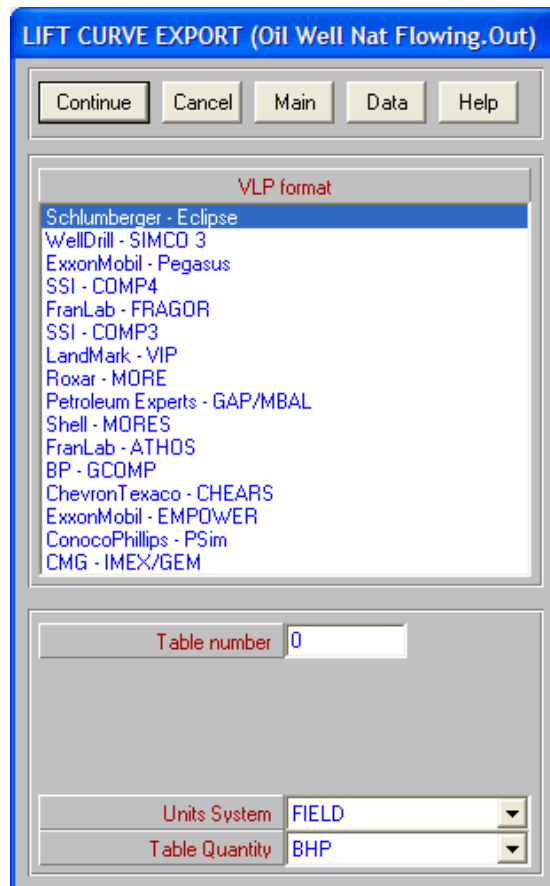 LIFT CURVE EXPORT (Oil Well Nat Flowing.Out)
Continue Cancel Main Data Help
VLP format
Schlumberger - Eclipse
WellDrill - SIMCO 3
ExxonMobil - Pegasus
SSI - COMP4
FranLab - FRAGOR
SSI - COMP3
LandMark - VIP
Roxar - MORE
Petroleum Experts - GAP/MBAL
Shell - MORES
FranLab - ATHOS
BP - GCOMP
ChevronTexaco - CHEARS
ExxonMobil - EMPOWER
ConocoPhillips - PSim
CMG - IMEX/GEM
Table number 0
Units System FIELD
Table Quantity BHP